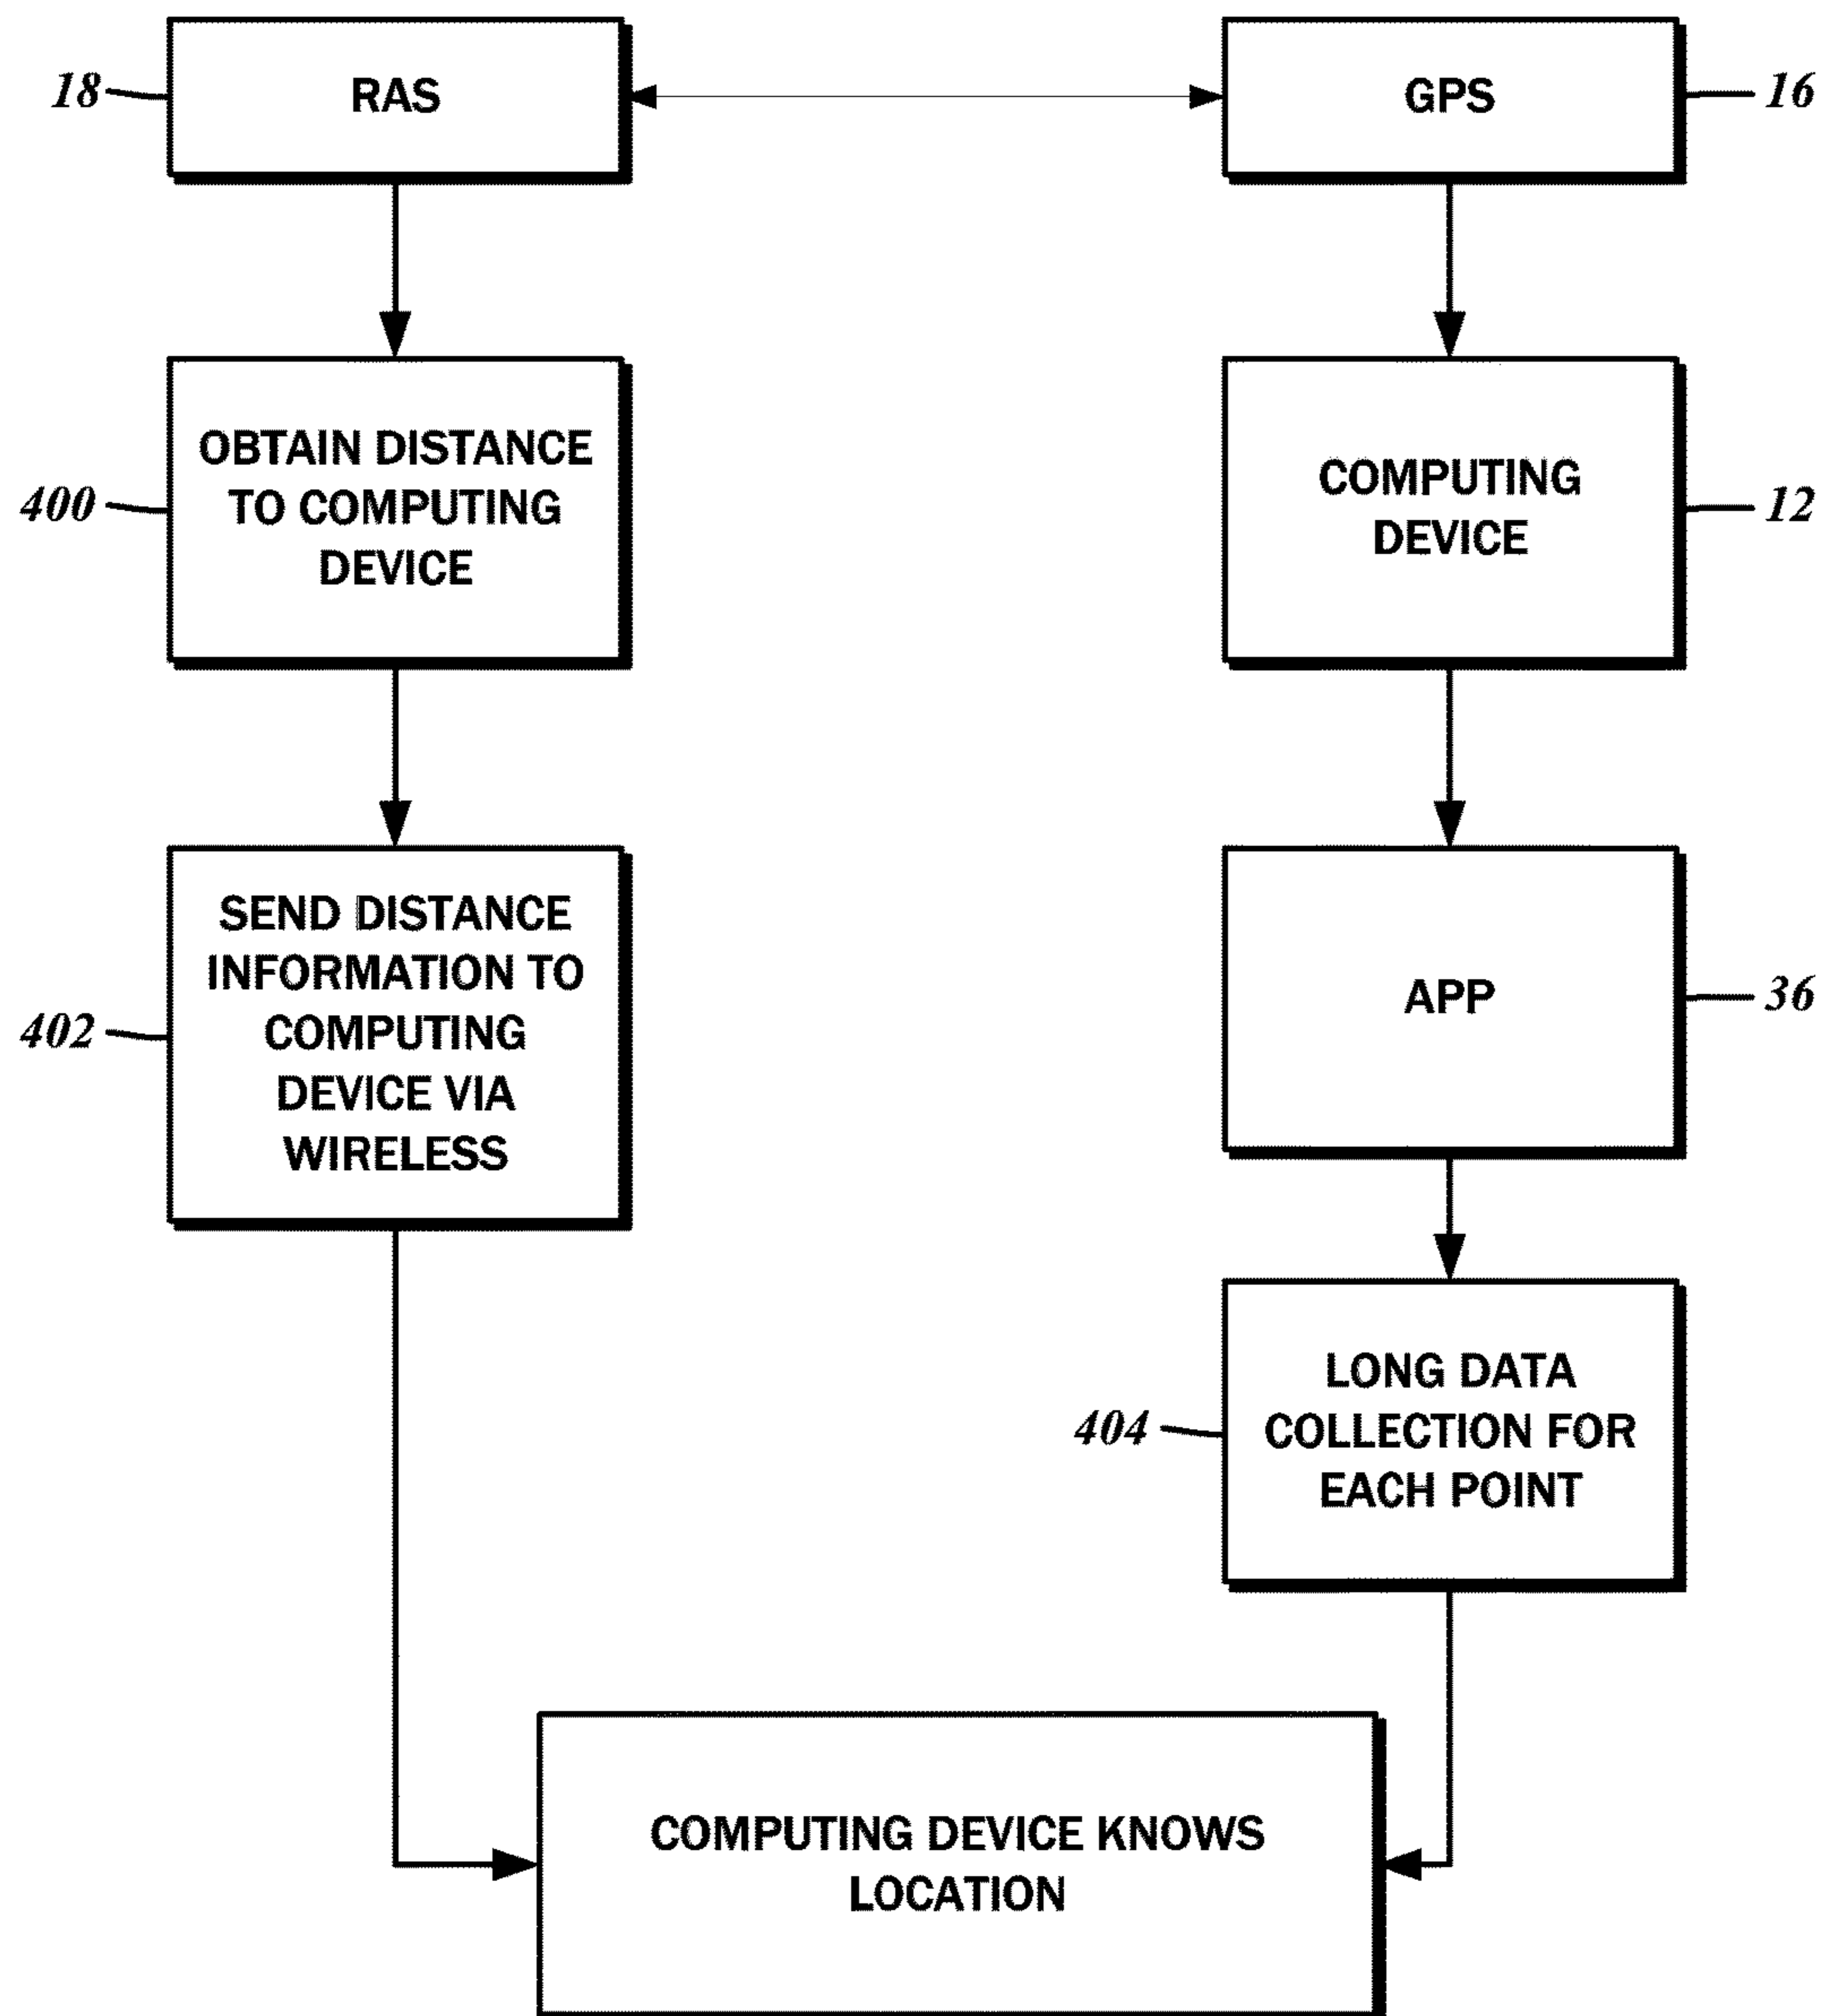 18
RAS
GPS
16
400
OBTAIN DISTANCE
TO COMPUTING
DEVICE
COMPUTING
DEVICE
12
402
SEND DISTANCE
INFORMATION TO
COMPUTING
DEVICE VIA
WIRELESS
APP
36
404
LONG DATA
COLLECTION FOR
EACH POINT
COMPUTING DEVICE KNOWS
LOCATION